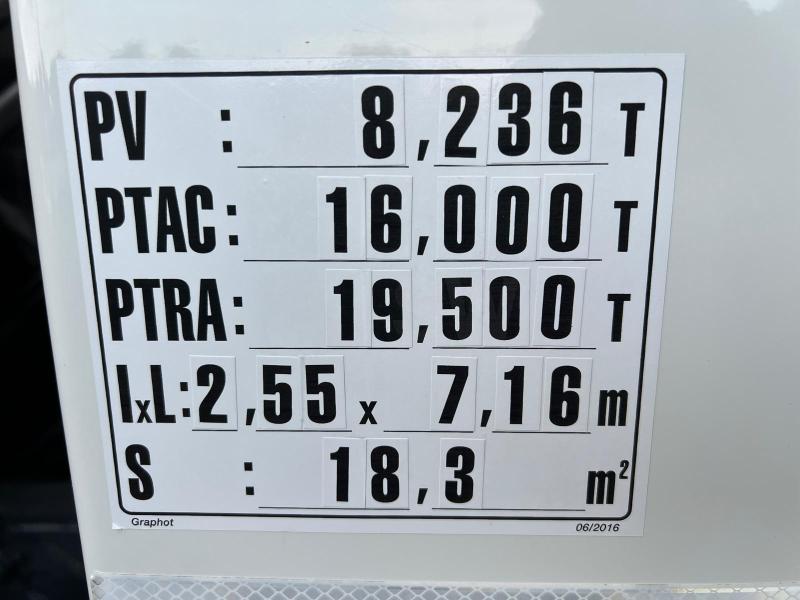 PV : 8,236 T
PTAC: 16,000 T
PTRA: 19,500 T
lxL: 2,55 x 7,16 m
S : 18,3 m²
Graphot 06/2016